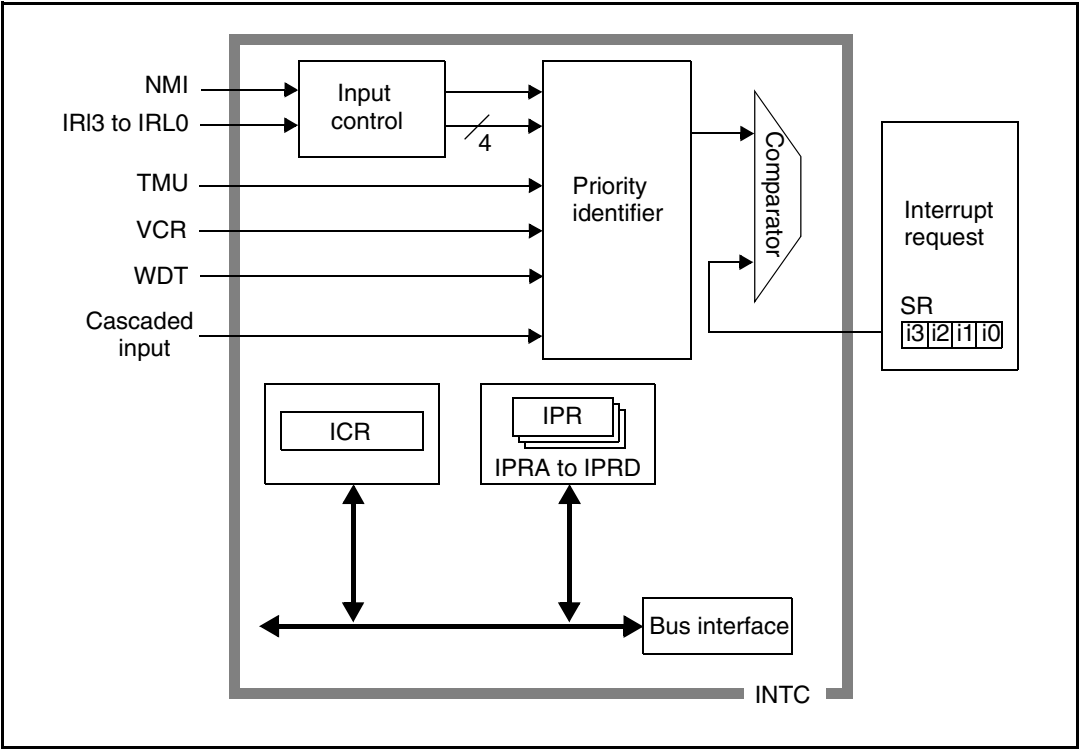 NMI
IRI3 to IRL0
TMU
VCR
WDT
Cascaded
input
Input
control
4
Priority
identifier
Comparator
Interrupt
request
SR
i3 i2 i1 i0
ICR
IPR
IPRA to IPRD
Bus interface
INTC